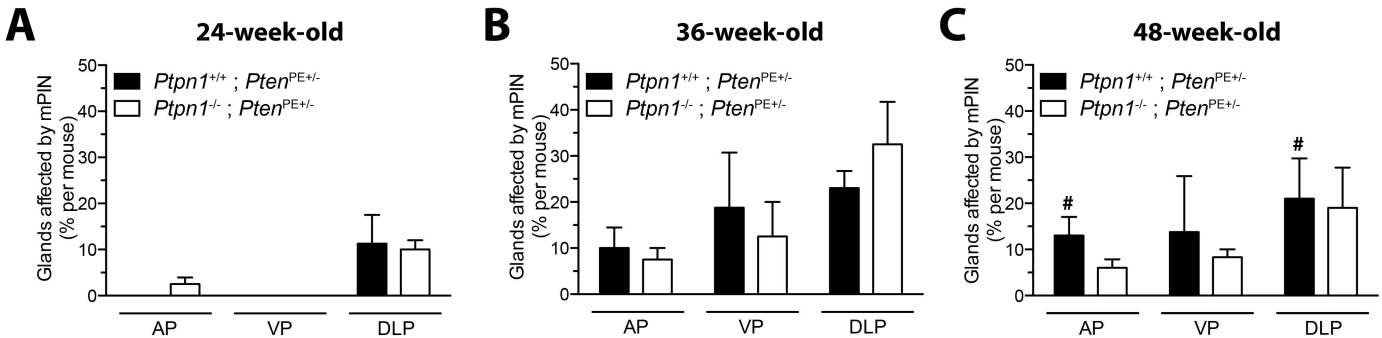 A
24-week-old
Glands affected by mPIN
(% per mouse)
50
40
30
20
10
0
Ptpn1+/+ ; PtenPE+/-
Ptpn1-/- ; PtenPE+/-
AP VP DLP
B
36-week-old
Glands affected by mPIN
(% per mouse)
50
40
30
20
10
0
Ptpn1+/+ ; PtenPE+/-
Ptpn1-/- ; PtenPE+/-
AP VP DLP
C
48-week-old
Glands affected by mPIN
(% per mouse)
50
40
30
20
10
0
Ptpn1+/+ ; PtenPE+/-
Ptpn1-/- ; PtenPE+/-
#
#
AP VP DLP